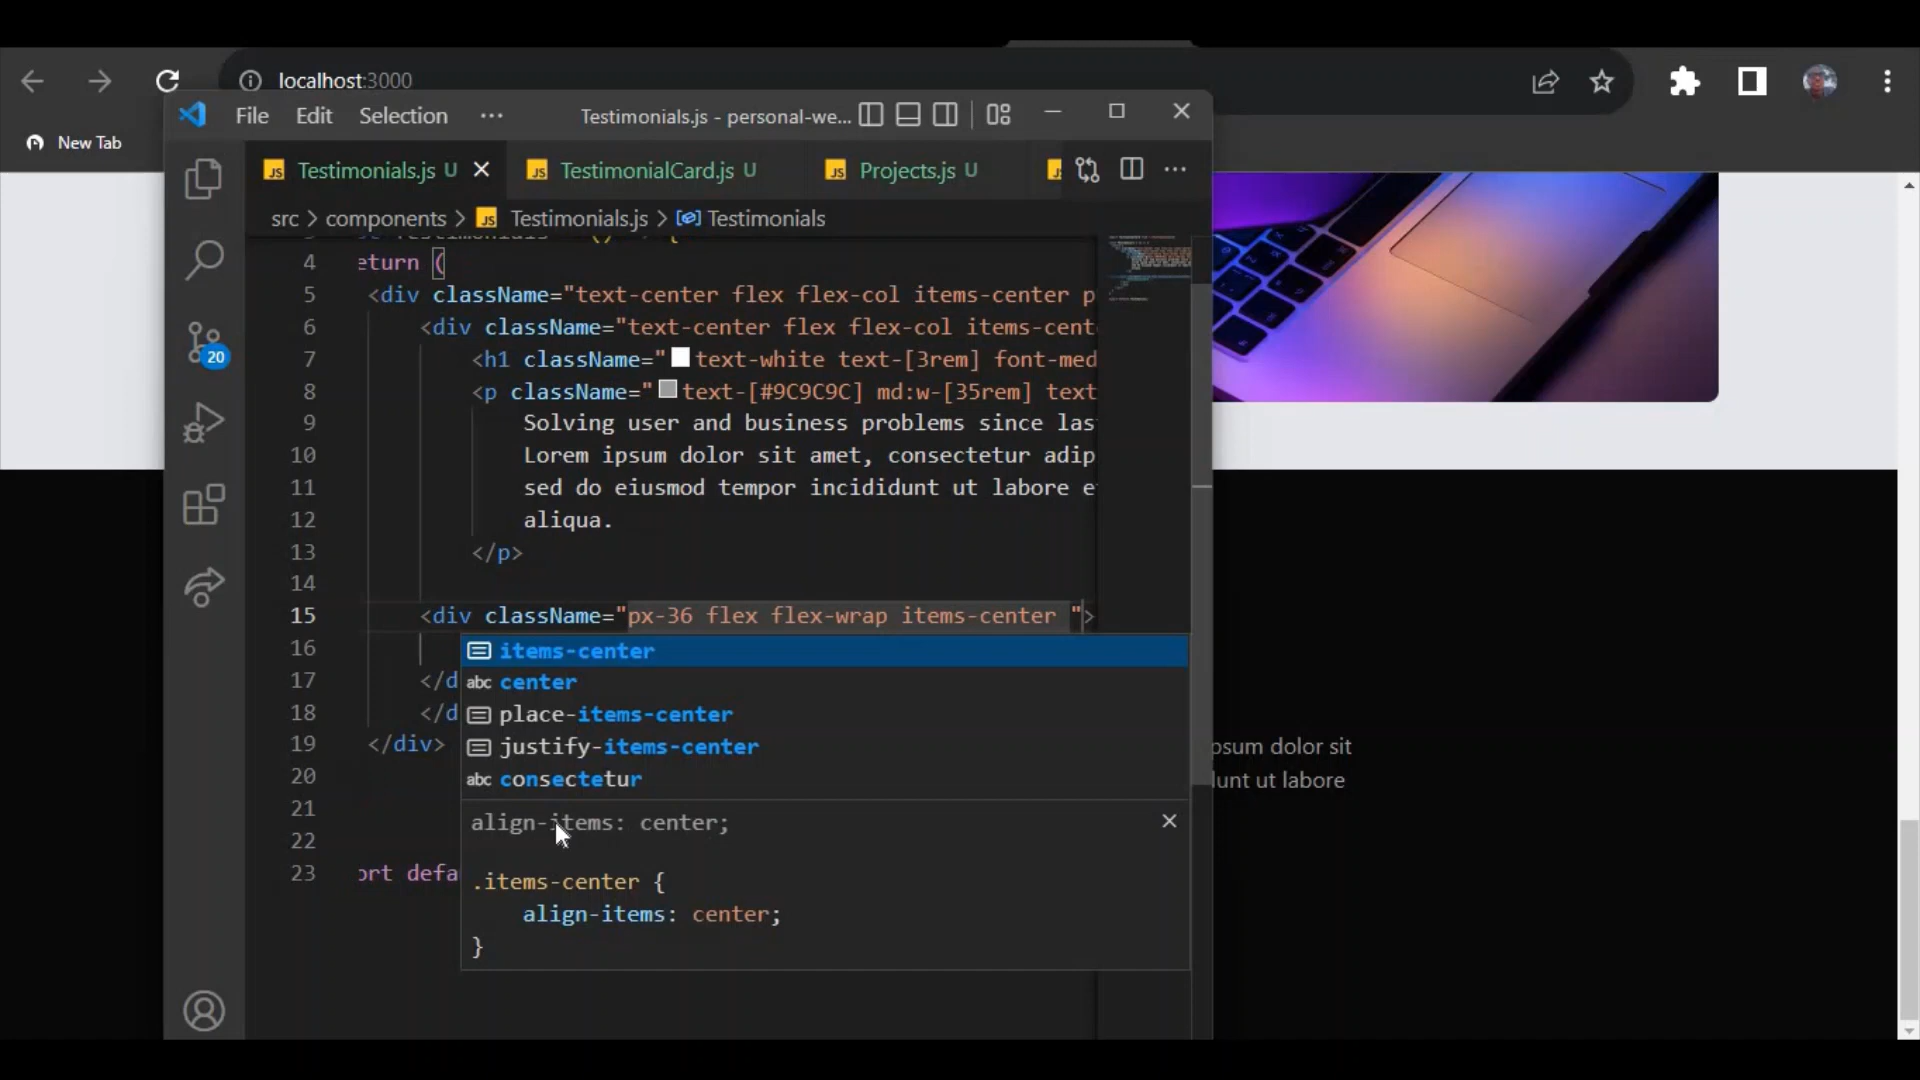 localhost:3000
New Tab
File Edit Selection ··· Testimonials.js - personal-we...
Testimonials.js U TestimonialCard.js U Projects.js U
src > components > Testimonials.js > Testimonials
4 eturn (
5 <div className="text-center flex flex-col items-center p
6 <div className="text-center flex flex-col items-cent
7 <h1 className="text-white text-[3rem] font-med
8 <p className="text-[#9C9C9C] md:w-[35rem] text
9 Solving user and business problems since las
10 Lorem ipsum dolor sit amet, consectetur adip
11 sed do eiusmod tempor incididunt ut labore e
12 aliqua.
13 </p>
14
15 <div className="px-36 flex flex-wrap items-center ">
16
17 </d
18 </d
19 </div>
20
21
22
23 ort defa
items-center
abc center
place-items-center
justify-items-center
abc consectetur
align-items: center;
.items-center {
align-items: center;
}
20
psum dolor sit
dunt ut labore